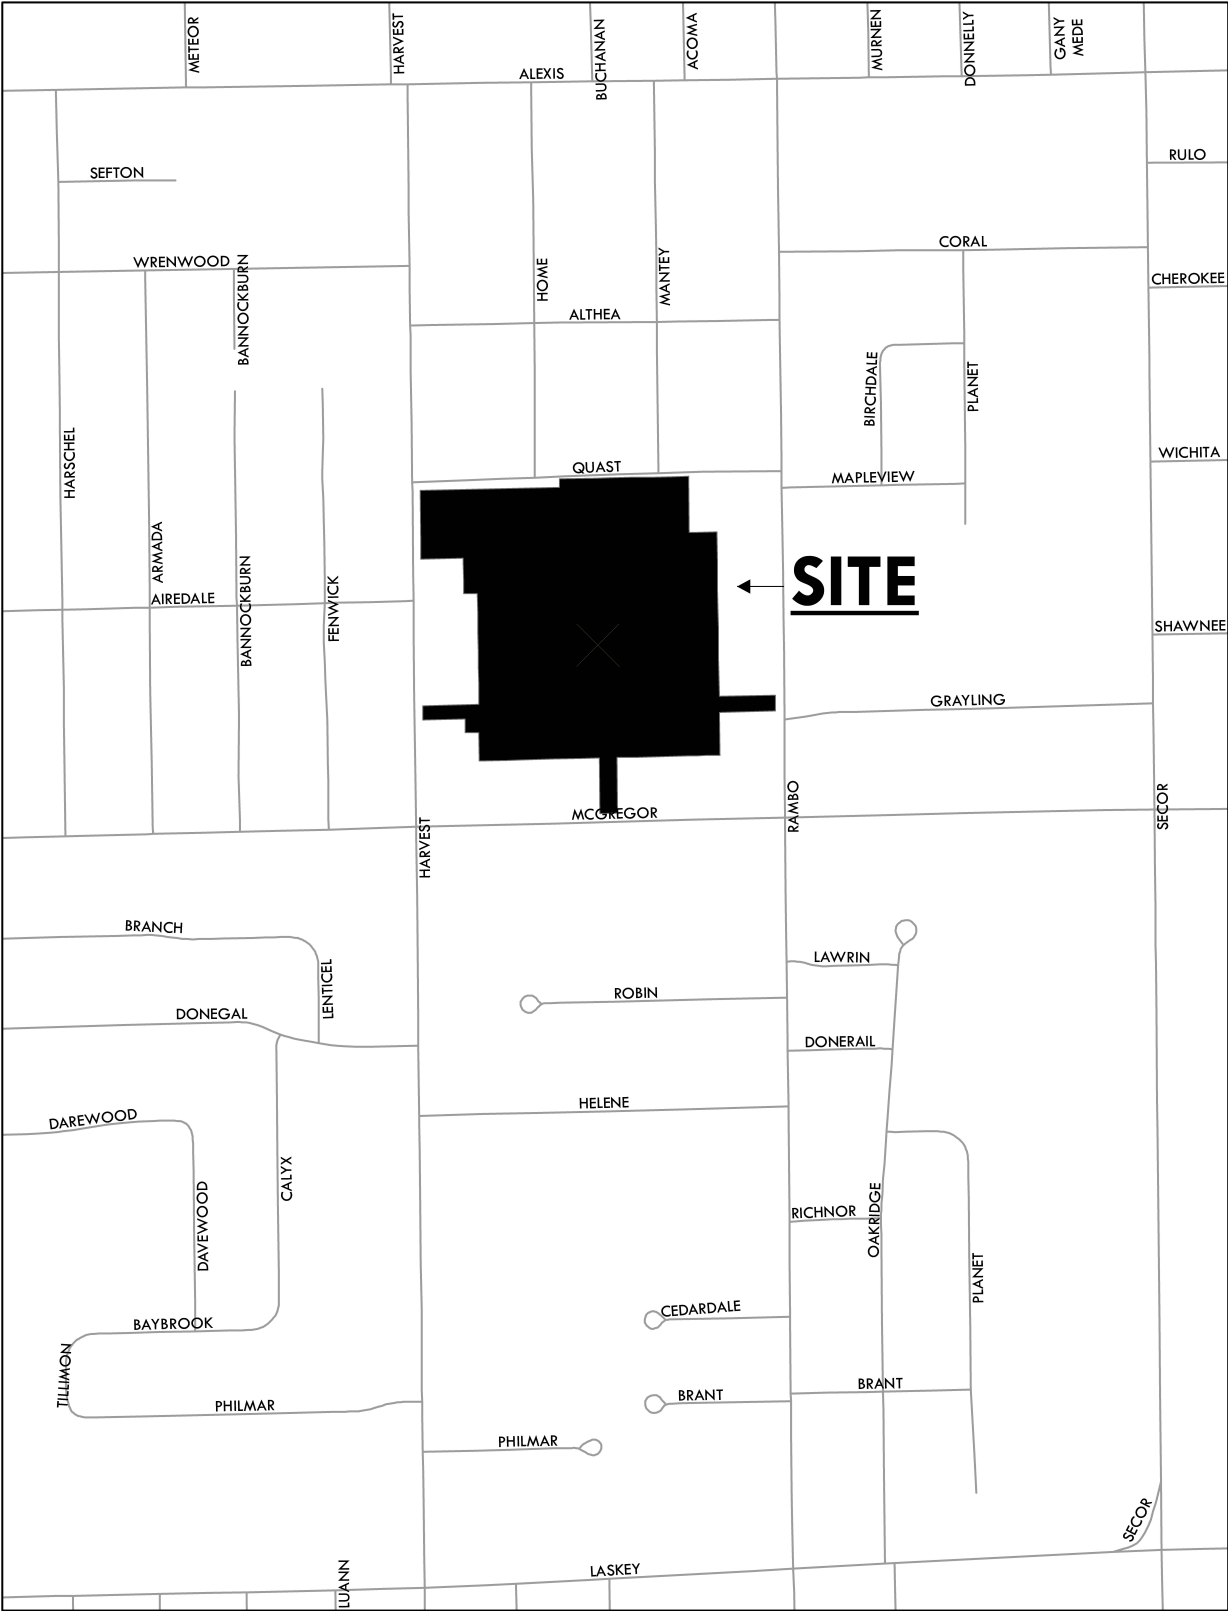 METEOR
HARVEST
BUCHANAN
ACOMA
MURNEN
DONNELLY
GANY
MEDE
ALEXIS
RULO
SEFTON
CORAL
WRENWOOD
BANNOCKBURN
HOME
MANTEY
CHEROKEE
ALTHEA
BIRCHDALE
PLANET
HARSCHEL
WICHITA
QUAST
MAPLEVIEW
ARMADA
SITE
AIREDALE
BANNOCKBURN
FENWICK
SHAWNEE
GRAYLING
MCGREGOR
RAMBO
SECOR
HARVEST
BRANCH
LAWRIN
LENTICEL
ROBIN
DONEGAL
DONERAIL
HELENE
DAREWOOD
CALYX
DAVEWOOD
RICHNOR
OAKRIDGE
PLANET
CEDARDALE
BAYBROOK
TILLIMON
BRANT
BRANT
PHILMAR
PHILMAR
SECOR
LASKEY
LUANN